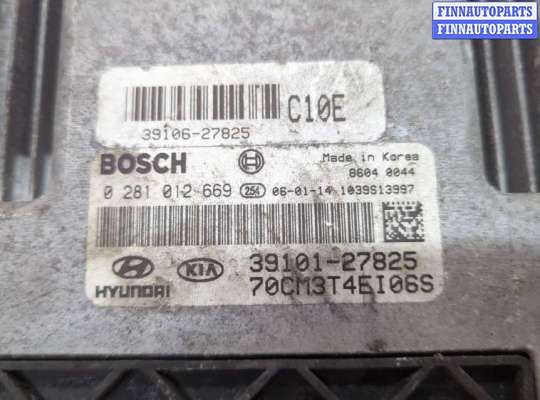 FINNAUTOPARTS
FINNAUTOPARTS
C10E
39106-27825
BOSCH
Made in Korea
8604 0044
0 281 012 669 254 06-01-14 1039S13997
HYUNDAI KIA 39101-27825
70CM3T4EI06S